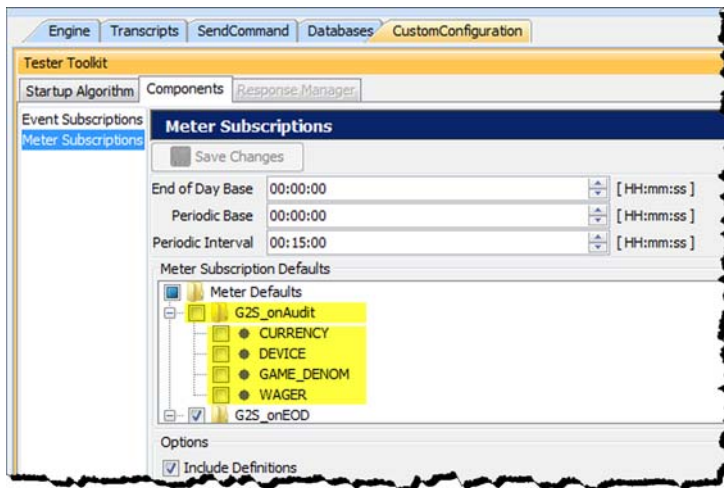 Engine Transcripts SendCommand Databases CustomConfiguration
Tester Toolkit
Startup Algorithm Components Response Manager
Event Subscriptions
Meter Subscriptions
Meter Subscriptions
Save Changes
End of Day Base 00:00:00 [ HH:mm:ss ]
Periodic Base 00:00:00 [ HH:mm:ss ]
Periodic Interval 00:15:00 [ HH:mm:ss ]
Meter Subscription Defaults
Meter Defaults
G2S_onAudit
CURRENCY
DEVICE
GAME_DENOM
WAGER
G2S_onEOD
Options
Include Definitions